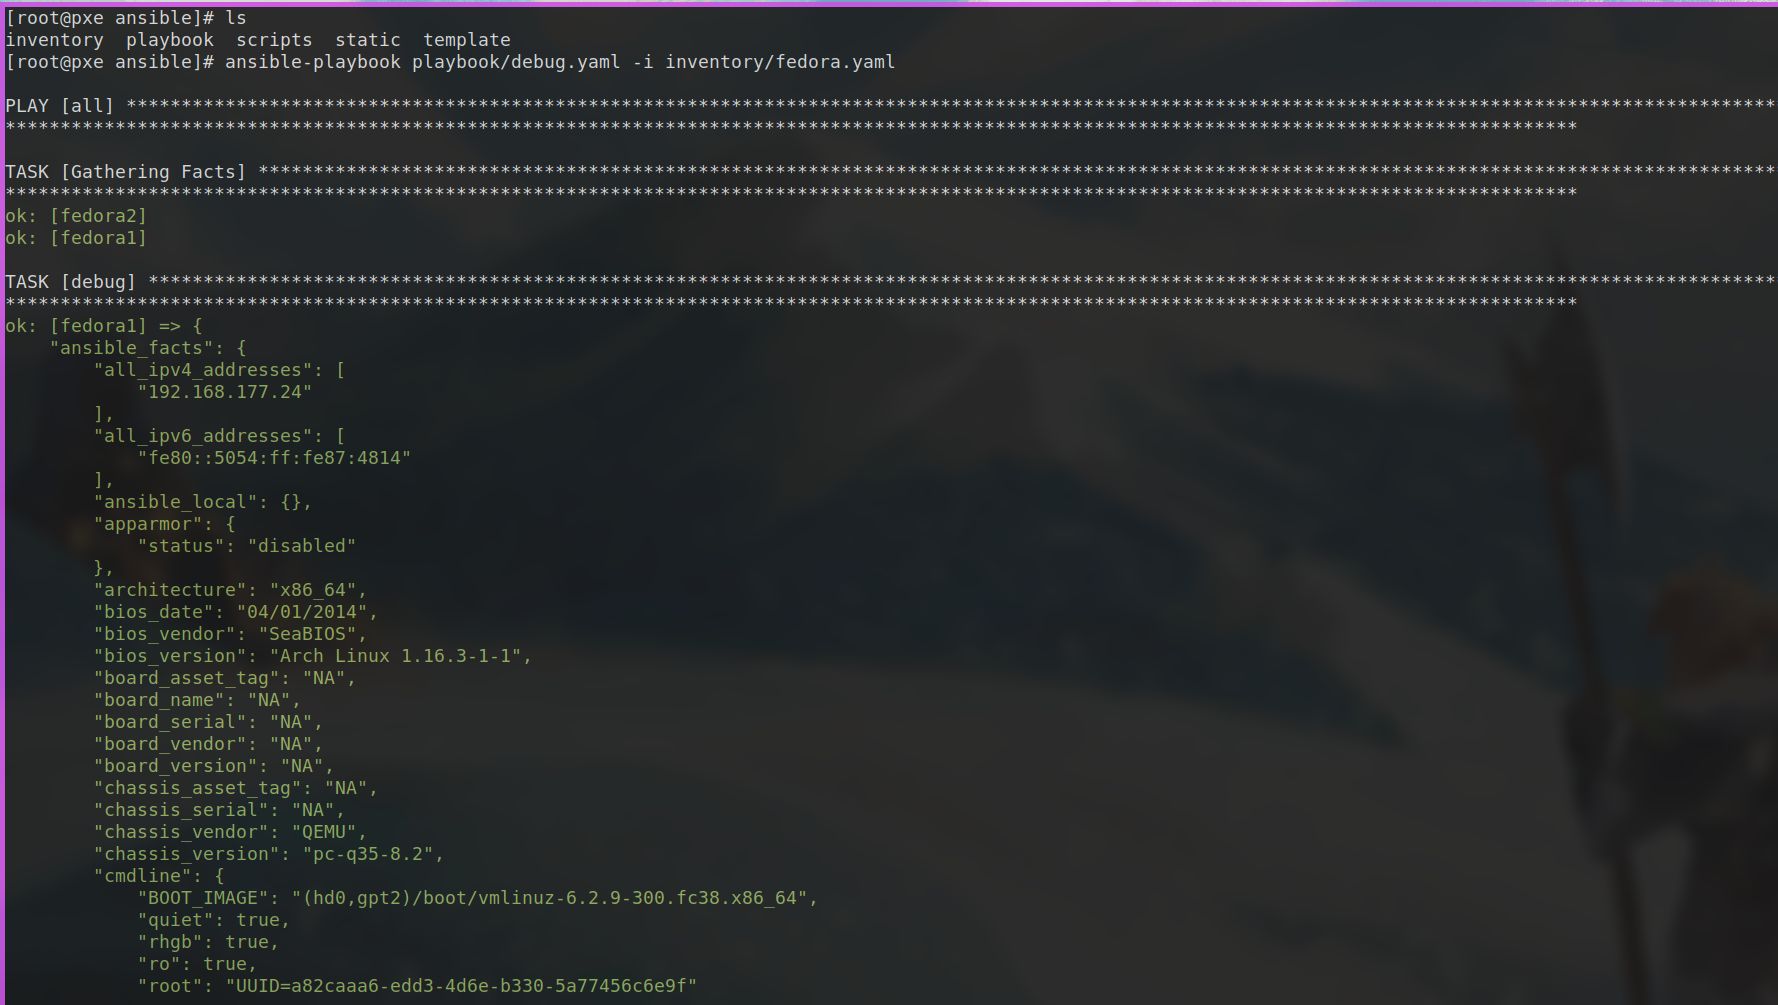 [root@pxe ansible]# ls
inventory  playbook  scripts  static  template
[root@pxe ansible]# ansible-playbook playbook/debug.yaml -i inventory/fedora.yaml
PLAY [all] ******************************************************************************************************************************************************
***********************************************************************************************************************************************
TASK [Gathering Facts] ******************************************************************************************************************************************
***********************************************************************************************************************************************
ok: [fedora2]
ok: [fedora1]
TASK [debug] ****************************************************************************************************************************************************
***********************************************************************************************************************************************
ok: [fedora1] => {
    "ansible_facts": {
        "all_ipv4_addresses": [
            "192.168.177.24"
        ],
        "all_ipv6_addresses": [
            "fe80::5054:ff:fe87:4814"
        ],
        "ansible_local": {},
        "apparmor": {
            "status": "disabled"
        },
        "architecture": "x86_64",
        "bios_date": "04/01/2014",
        "bios_vendor": "SeaBIOS",
        "bios_version": "Arch Linux 1.16.3-1-1",
        "board_asset_tag": "NA",
        "board_name": "NA",
        "board_serial": "NA",
        "board_vendor": "NA",
        "board_version": "NA",
        "chassis_asset_tag": "NA",
        "chassis_serial": "NA",
        "chassis_vendor": "QEMU",
        "chassis_version": "pc-q35-8.2",
        "cmdline": {
            "BOOT_IMAGE": "(hd0,gpt2)/boot/vmlinuz-6.2.9-300.fc38.x86_64",
            "quiet": true,
            "rhgb": true,
            "ro": true,
            "root": "UUID=a82caaa6-edd3-4d6e-b330-5a77456c6e9f"